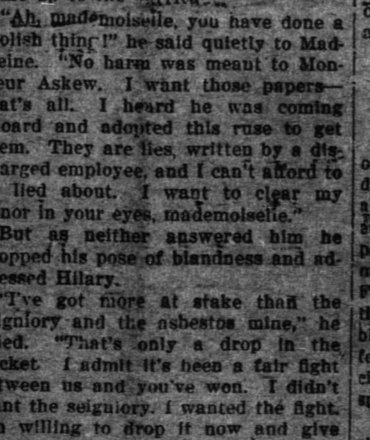 "Ah, mademoiselle, you have done a
olish thing!" he said quietly to Mad-
eine. "No harm was meant to Mon-
eur Askew. I want those papers—
at's all. I heard he was coming
oard and adopted this ruse to get
em. They are lies, written by a dis-
arged employee, and I can't afford to
lied about. I want to clear my
nor in your eyes, mademoiselle."
But as neither answered him he
opped his pose of blandness and ad-
essed Hilary.
"I've got more at stake than the
igniory and the asbestos mine," he
ied. "That's only a drop in the
cket. I admit it's been a fair fight
tween us and you've won. I didn't
ant the seigniory. I wanted the fight.
willing to drop it now and give